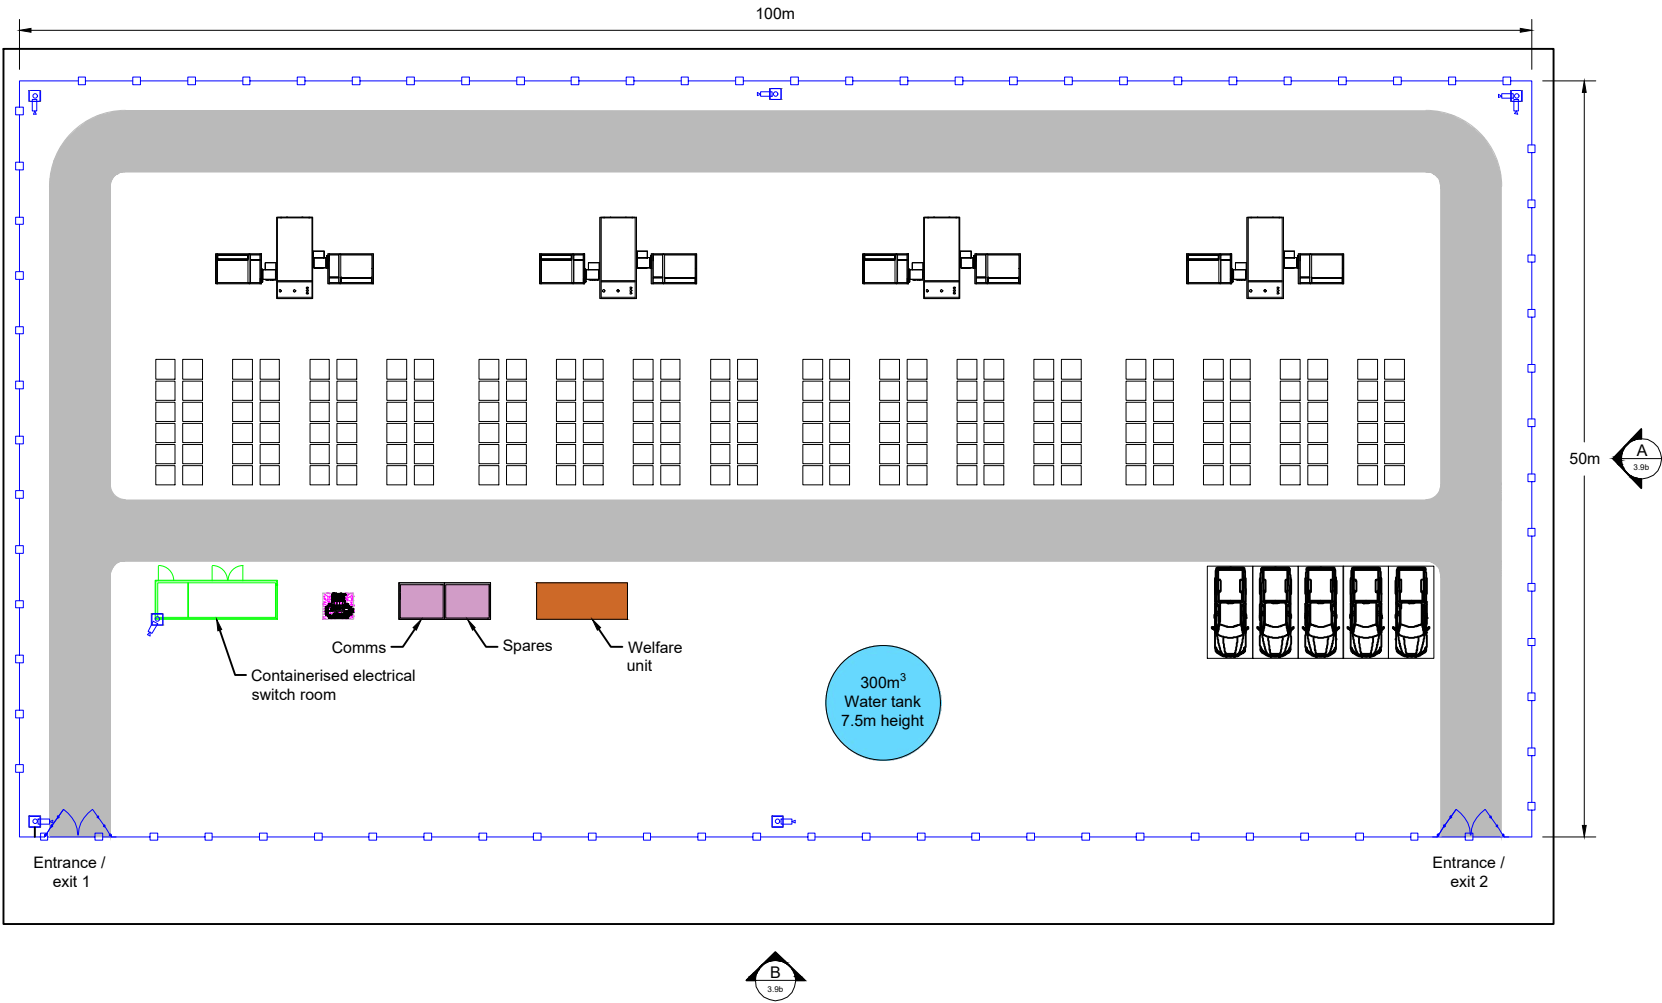 100m
50m
A
3.9b
Comms
Spares
Welfare
unit
Containerised electrical
switch room
300m³
Water tank
7.5m height
Entrance /
exit 1
Entrance /
exit 2
B
3.9b